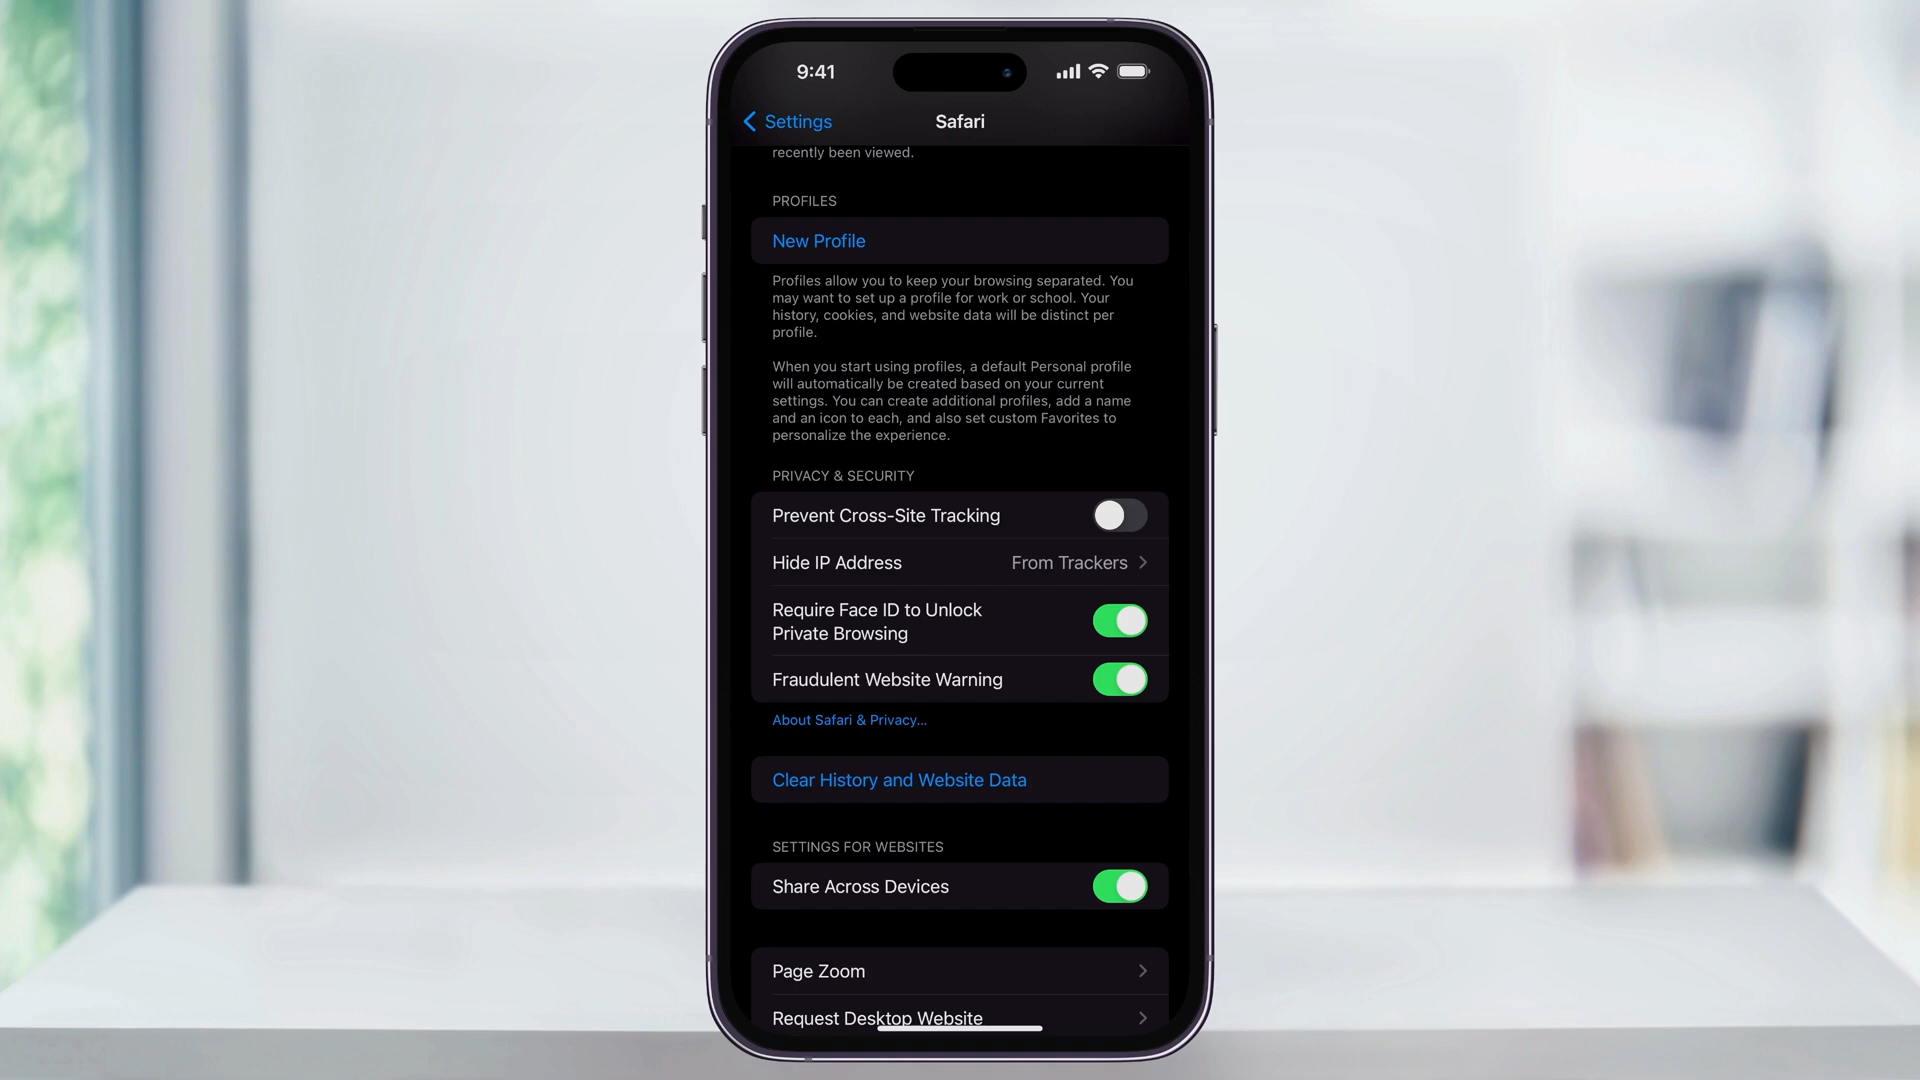 9:41
Settings
Safari
recently been viewed.
PROFILES
New Profile
Profiles allow you to keep your browsing separated. You
may want to set up a profile for work or school. Your
history, cookies, and website data will be distinct per
profile.
When you start using profiles, a default Personal profile
will automatically be created based on your current
settings. You can create additional profiles, add a name
and an icon to each, and also set custom Favorites to
personalize the experience.
PRIVACY & SECURITY
Prevent Cross-Site Tracking
Hide IP Address From Trackers
Require Face ID to Unlock
Private Browsing
Fraudulent Website Warning
About Safari & Privacy...
Clear History and Website Data
SETTINGS FOR WEBSITES
Share Across Devices
Page Zoom
Request Desktop Website